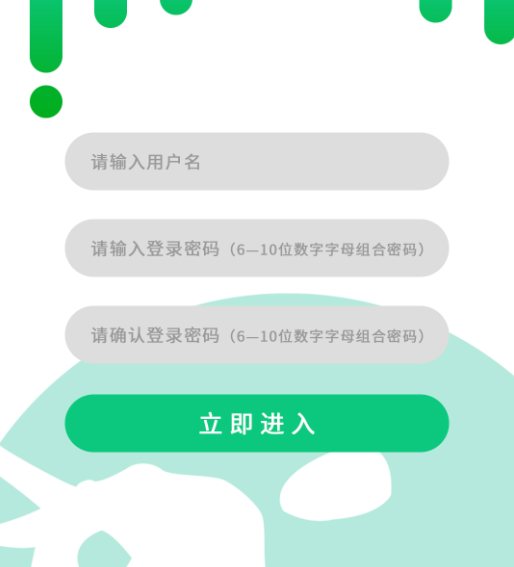 请输入用户名
请输入登录密码（6—10位数字字母组合密码）
请确认登录密码（6—10位数字字母组合密码）
立即进入